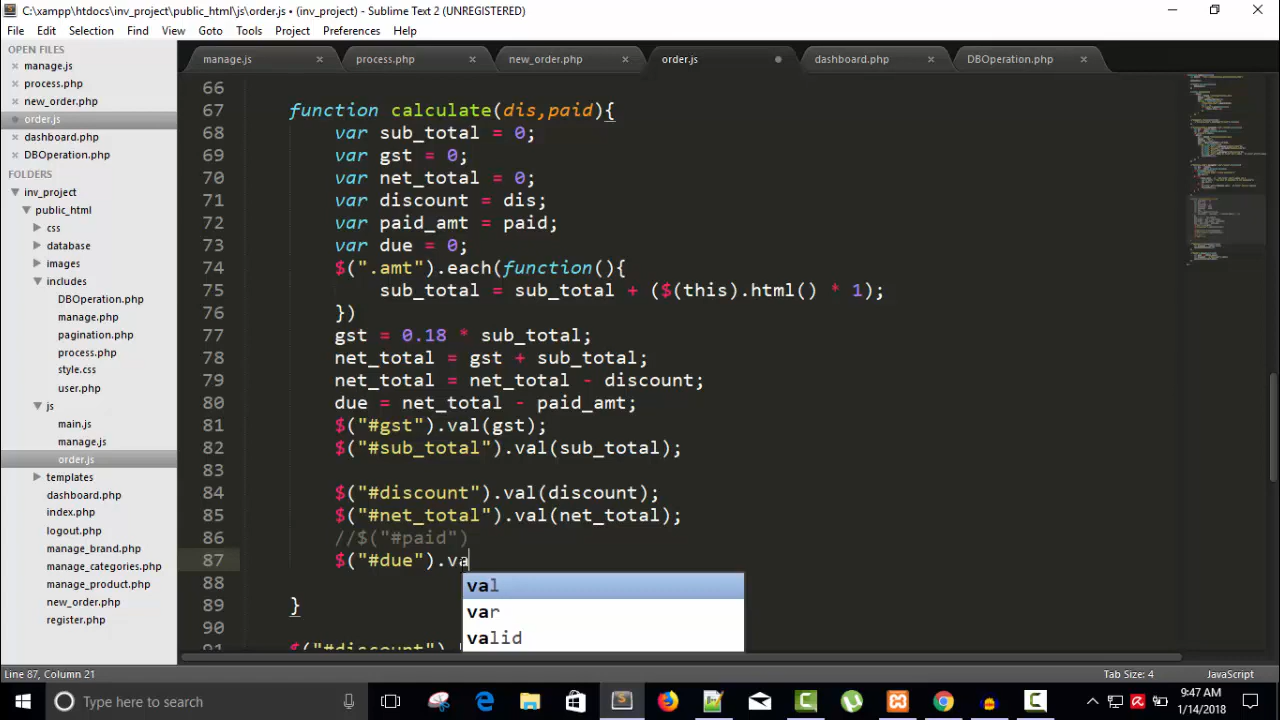 C:\xampp\htdocs\inv_project\public_html\js\order.js • (inv_project) - Sublime Text 2 (UNREGISTERED)
File Edit Selection Find View Goto Tools Project Preferences Help
OPEN FILES
manage.js
process.php
new_order.php
order.js
dashboard.php
DBOperation.php
FOLDERS
inv_project
public_html
css
database
images
includes
DBOperation.php
manage.php
pagination.php
process.php
style.css
user.php
js
main.js
manage.js
order.js
templates
dashboard.php
index.php
logout.php
manage_brand.php
manage_categories.php
manage_product.php
new_order.php
register.php
manage.js process.php new_order.php order.js dashboard.php DBOperation.php
66
67 function calculate(dis,paid){
68 var sub_total = 0;
69 var gst = 0;
70 var net_total = 0;
71 var discount = dis;
72 var paid_amt = paid;
73 var due = 0;
74 $(".amt").each(function(){
75 sub_total = sub_total + ($(this).html() * 1);
76 })
77 gst = 0.18 * sub_total;
78 net_total = gst + sub_total;
79 net_total = net_total - discount;
80 due = net_total - paid_amt;
81 $("#gst").val(gst);
82 $("#sub_total").val(sub_total);
83
84 $("#discount").val(discount);
85 $("#net_total").val(net_total);
86 //$("#paid")
87 $("#due").va
val
var
valid
88
89 }
90
91 $("#discount").
Line 87, Column 21 Tab Size: 4 JavaScript
Type here to search
9:47 AM
1/14/2018